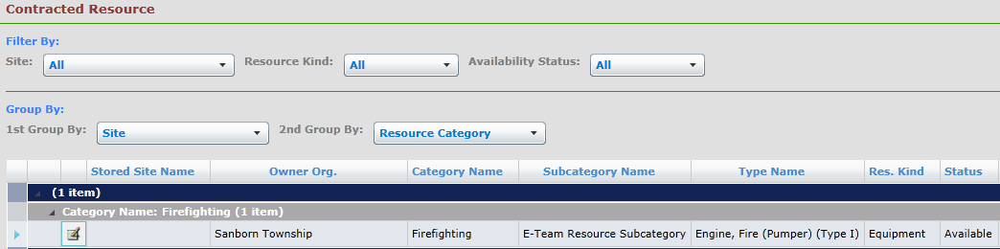 Contracted Resource
Filter By:
Site: All Resource Kind: All Availability Status: All
Group By:
1st Group By: Site 2nd Group By: Resource Category
Stored Site Name Owner Org. Category Name Subcategory Name Type Name Res. Kind Status
(1 item)
Category Name: Firefighting (1 item)
Sanborn Township Firefighting E-Team Resource Subcategory Engine, Fire (Pumper) (Type I) Equipment Available